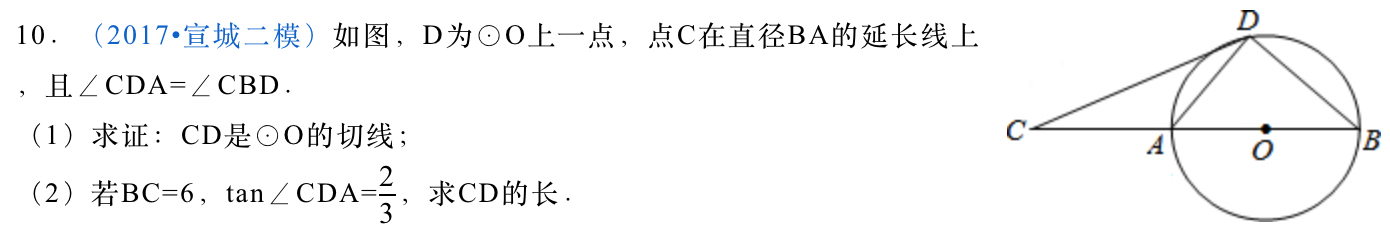 10．（2017•宣城二模）如图，D为⊙O上一点，点C在直径BA的延长线上
，且∠CDA=∠CBD．
（1）求证：CD是⊙O的切线；
（2）若BC=6，tan∠CDA=2/3，求CD的长．
D
C
A
O
B